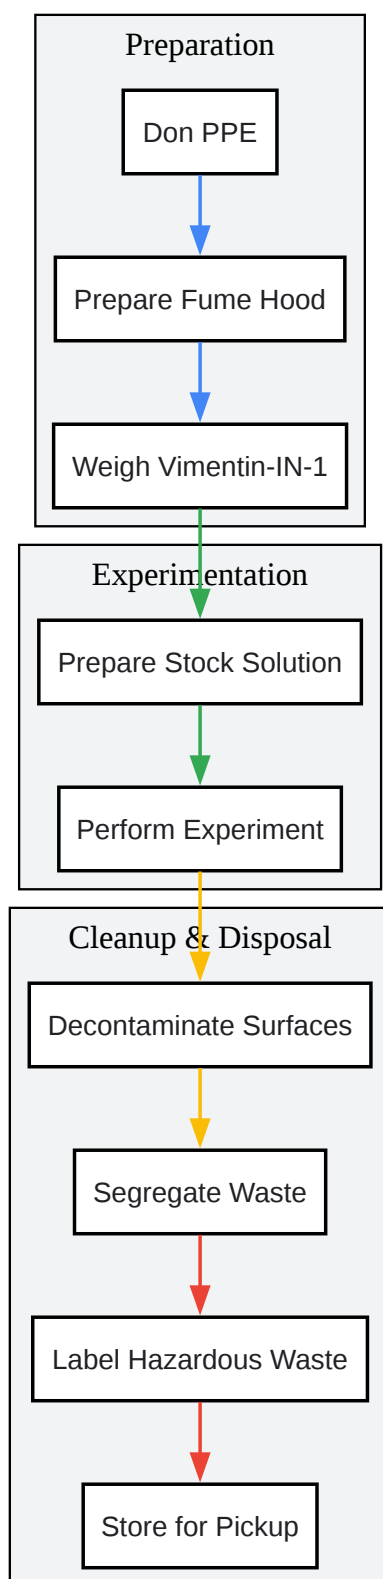 Preparation
Don PPE
Prepare Fume Hood
Weigh Vimentin-IN-1
Experimentation
Prepare Stock Solution
Perform Experiment
Cleanup & Disposal
Decontaminate Surfaces
Segregate Waste
Label Hazardous Waste
Store for Pickup